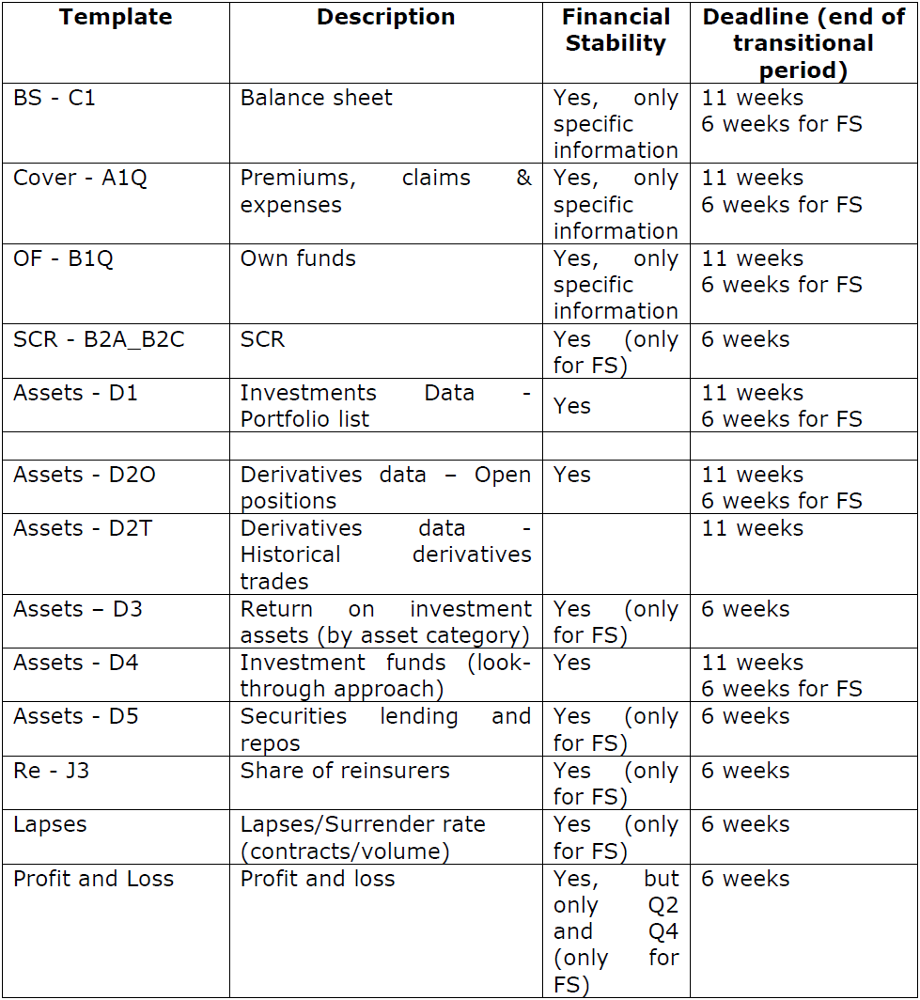 Template Description Financial Stability Deadline (end of transitional period)
BS - C1 Balance sheet Yes, only specific information 11 weeks 6 weeks for FS
Cover - A1Q Premiums, claims & expenses Yes, only specific information 11 weeks 6 weeks for FS
OF - B1Q Own funds Yes, only specific information 11 weeks 6 weeks for FS
SCR - B2A_B2C SCR Yes (only for FS) 6 weeks
Assets - D1 Investments Data - Portfolio list Yes 11 weeks 6 weeks for FS
Assets - D2O Derivatives data – Open positions Yes 11 weeks 6 weeks for FS
Assets - D2T Derivatives data - Historical derivatives trades 11 weeks
Assets – D3 Return on investment assets (by asset category) Yes (only for FS) 6 weeks
Assets - D4 Investment funds (look-through approach) Yes 11 weeks 6 weeks for FS
Assets - D5 Securities lending and repos Yes (only for FS) 6 weeks
Re - J3 Share of reinsurers Yes (only for FS) 6 weeks
Lapses Lapses/Surrender rate (contracts/volume) Yes (only for FS) 6 weeks
Profit and Loss Profit and loss Yes, but only Q2 and Q4 (only for FS) 6 weeks